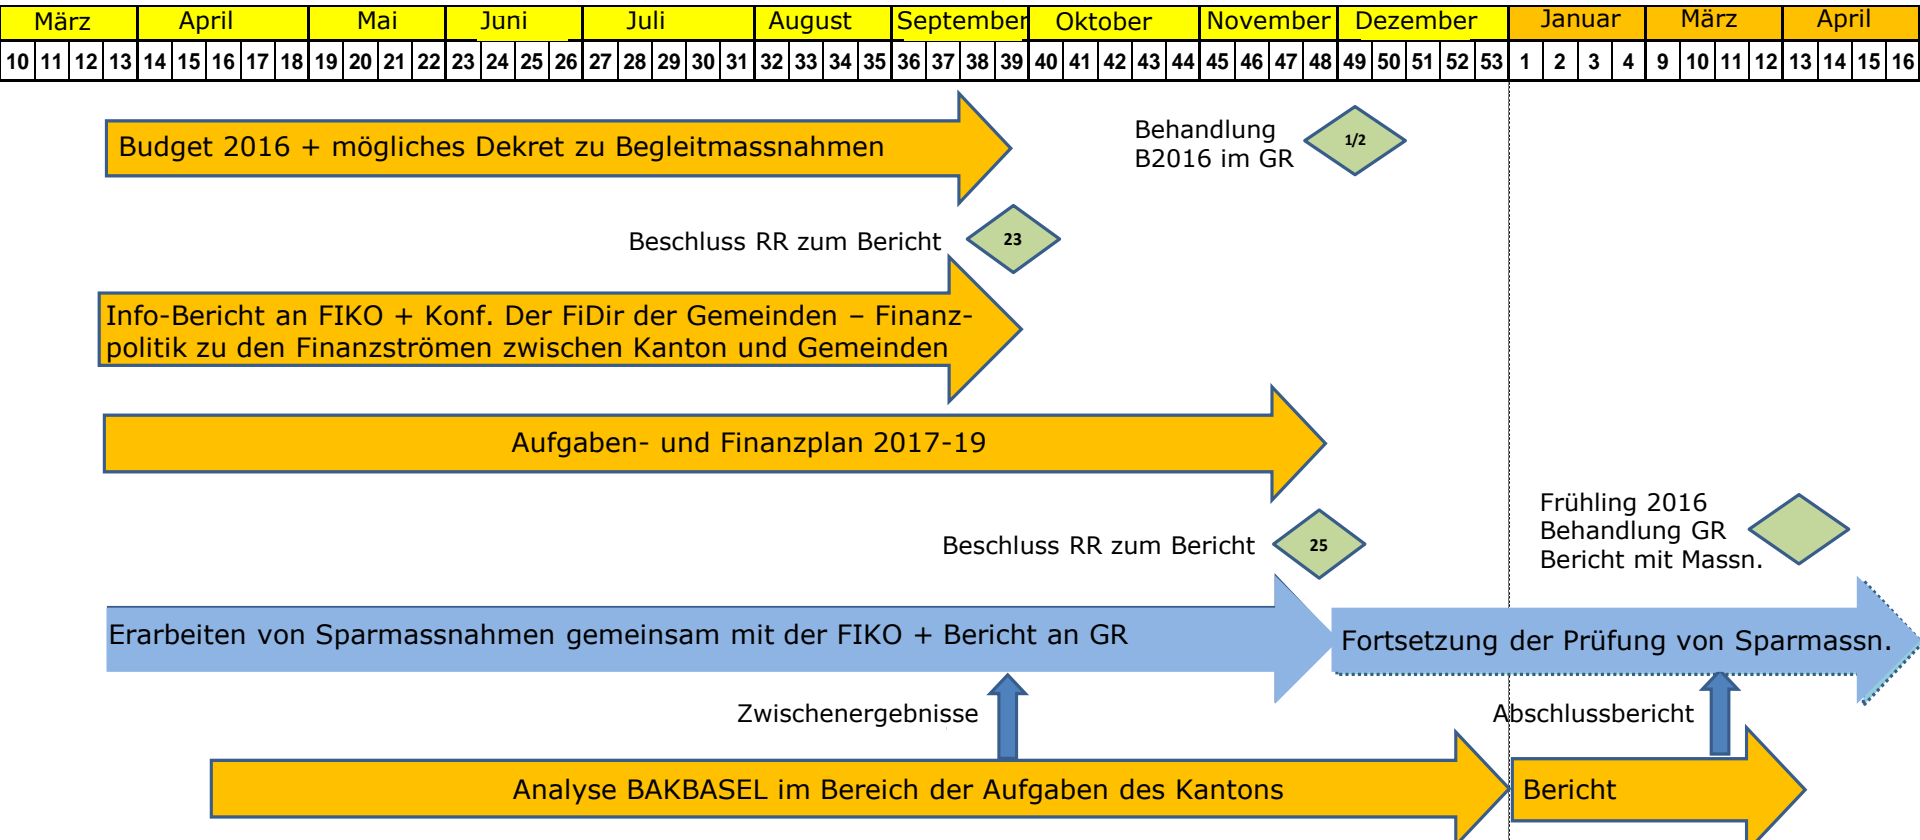 März April Mai Juni Juli August September Oktober November Dezember Januar März April
10 11 12 13 14 15 16 17 18 19 20 21 22 23 24 25 26 27 28 29 30 31 32 33 34 35 36 37 38 39 40 41 42 43 44 45 46 47 48 49 50 51 52 53 1 2 3 4 9 10 11 12 13 14 15 16
Budget 2016 + mögliches Dekret zu Begleitmassnahmen
Behandlung
B2016 im GR
1/2
Beschluss RR zum Bericht
23
Info-Bericht an FIKO + Konf. Der FiDir der Gemeinden – Finanz-
politik zu den Finanzströmen zwischen Kanton und Gemeinden
Aufgaben- und Finanzplan 2017-19
Beschluss RR zum Bericht
25
Frühling 2016
Behandlung GR
Bericht mit Massn.
Erarbeiten von Sparmassnahmen gemeinsam mit der FIKO + Bericht an GR
Fortsetzung der Prüfung von Sparmassn.
Zwischenergebnisse
Abschlussbericht
Analyse BAKBASEL im Bereich der Aufgaben des Kantons
Bericht